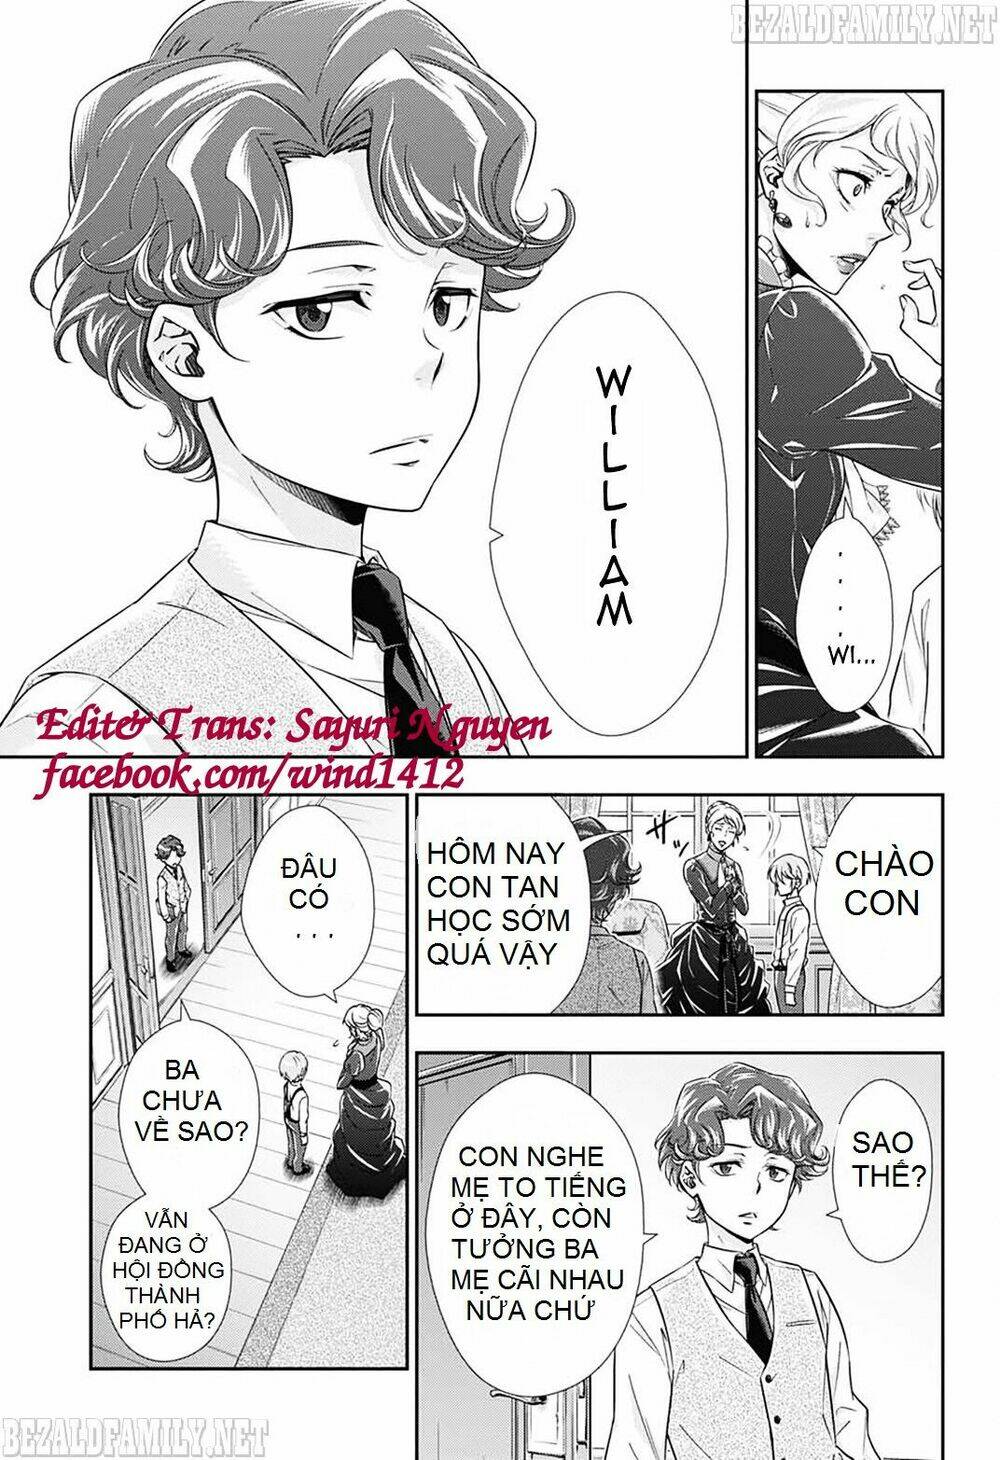 BEZALDFAMILY.NET
.
.
.
.
WI...
WILLIAM
Edit& Trans: Sayuri Nguyen
facebook.com/wind1412
CHÀO
CON
HÔM NAY
CON TAN
HỌC SỚM
QUÁ VẬY
ĐÂU
CÓ
...
SAO
THẾ?
CON NGHE
MẸ TO TIẾNG
Ở ĐÂY, CÒN
TƯỞNG BA
MẸ CÃI NHAU
NỮA CHỨ
BA
CHƯA
VỀ SAO?
VẪN
ĐANG Ở
HỘI ĐỒNG
THÀNH
PHỐ HẢ?
BEZALDFAMILY.NET